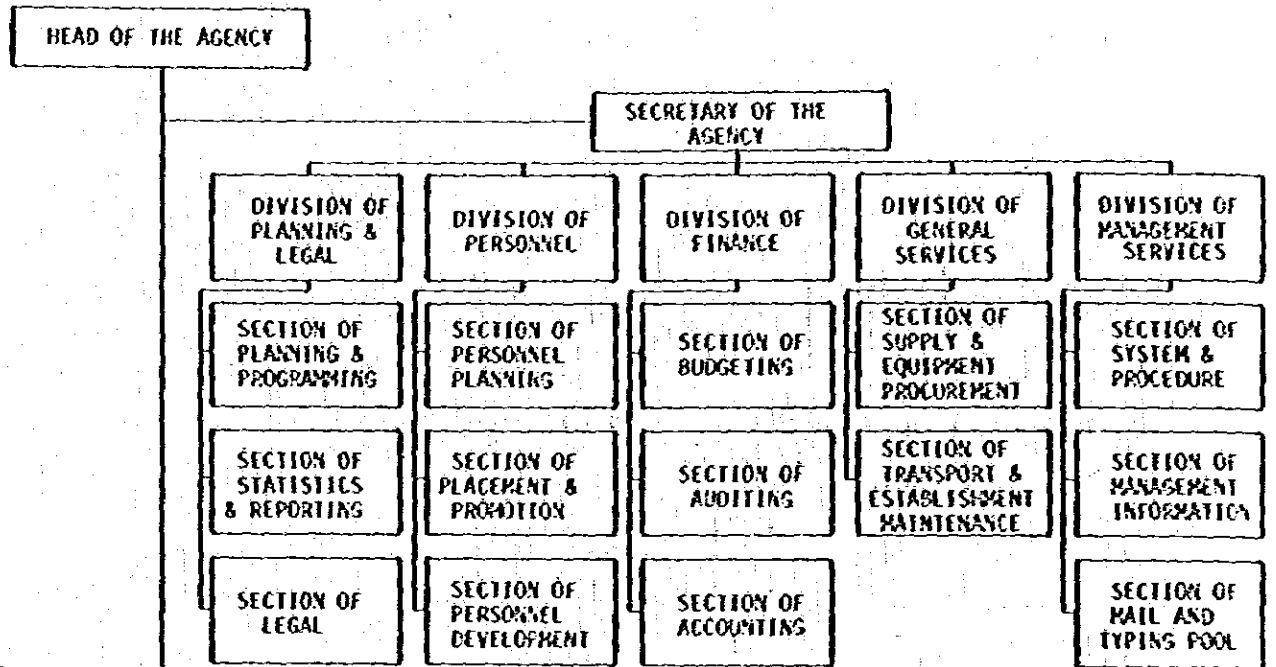 HEAD OF THE AGENCY
SECRETARY OF THE
AGENCY
DIVISION OF
PLANNING &
LEGAL
DIVISION OF
PERSONNEL
DIVISION OF
FINANCE
DIVISION OF
GENERAL
SERVICES
DIVISION OF
MANAGEMENT
SERVICES
SECTION OF
PLANNING &
PROGRAMMING
SECTION OF
PERSONNEL
PLANNING
SECTION OF
BUDGETING
SECTION OF
SUPPLY &
EQUIPMENT
PROCUREMENT
SECTION OF
SYSTEM &
PROCEDURE
SECTION OF
STATISTICS
& REPORTING
SECTION OF
PLACEMENT &
PROMOTION
SECTION OF
AUDITING
SECTION OF
TRANSPORT &
ESTABLISHMENT
MAINTENANCE
SECTION OF
MANAGEMENT
INFORMATION
SECTION OF
LEGAL
SECTION OF
PERSONNEL
DEVELOPMENT
SECTION OF
ACCOUNTING
SECTION OF
MAIL AND
TYPING POOL